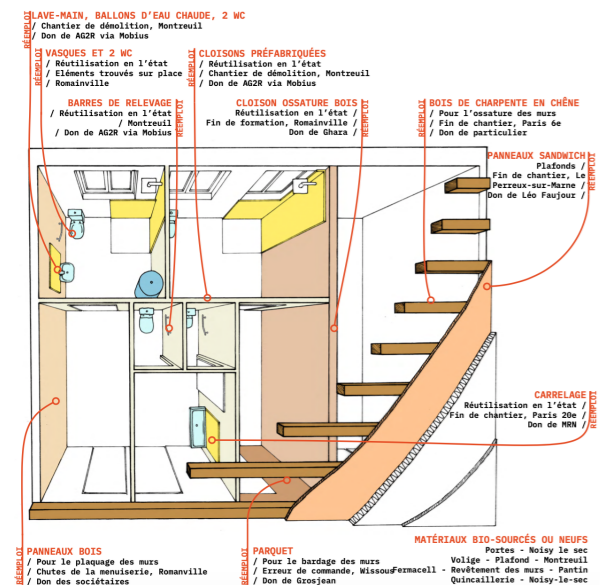 RÉEMPLOI
LAVE-MAIN, BALLONS D'EAU CHAUDE, 2 WC
/ Chantier de démolition, Montreuil
/ Don de AG2R via Mobius
RÉEMPLOI
VASQUES ET 2 WC
/ Réutilisation en l'état
/ Eléments trouvés sur place
/ Romainville
RÉEMPLOI
CLOISONS PRÉFABRIQUÉES
/ Réutilisation en l'état
/ Chantier de démolition, Montreuil
/ Don de AG2R via Mobius
BARRES DE RELEVAGE
/ Réutilisation en l'état
/ Montreuil
/ Don de AG2R via Mobius
RÉEMPLOI
CLOISON OSSATURE BOIS
Réutilisation en l'état /
Fin de formation, Romainville /
Don de Ghara /
RÉEMPLOI
RÉEMPLOI
BOIS DE CHARPENTE EN CHÊNE
/ Pour l'ossature des murs
/ Fin de chantier, Paris 6e
/ Don de particulier
PANNEAUX SANDWICH
Plafonds /
Fin de chantier, Le
Perreux-sur-Marne /
Don de Léo Faujour /
RÉEMPLOI
CARRELAGE
Réutilisation en l'état /
Fin de chantier, Paris 20e /
Don de MRN /
RÉEMPLOI
RÉEMPLOI
PANNEAUX BOIS
/ Pour le plaquage des murs
/ Chutes de la menuiserie, Romanville
/ Don des sociétaires
RÉEMPLOI
PARQUET
/ Pour le bardage des murs
/ Erreur de commande, Wissous
/ Don de Grosjean
MATÉRIAUX BIO-SOURCÉS OU NEUFS
Portes - Noisy le sec
Volige - Plafond - Montreuil
Fermacell - Revêtement des murs - Pantin
Quincaillerie - Noisy-le-sec